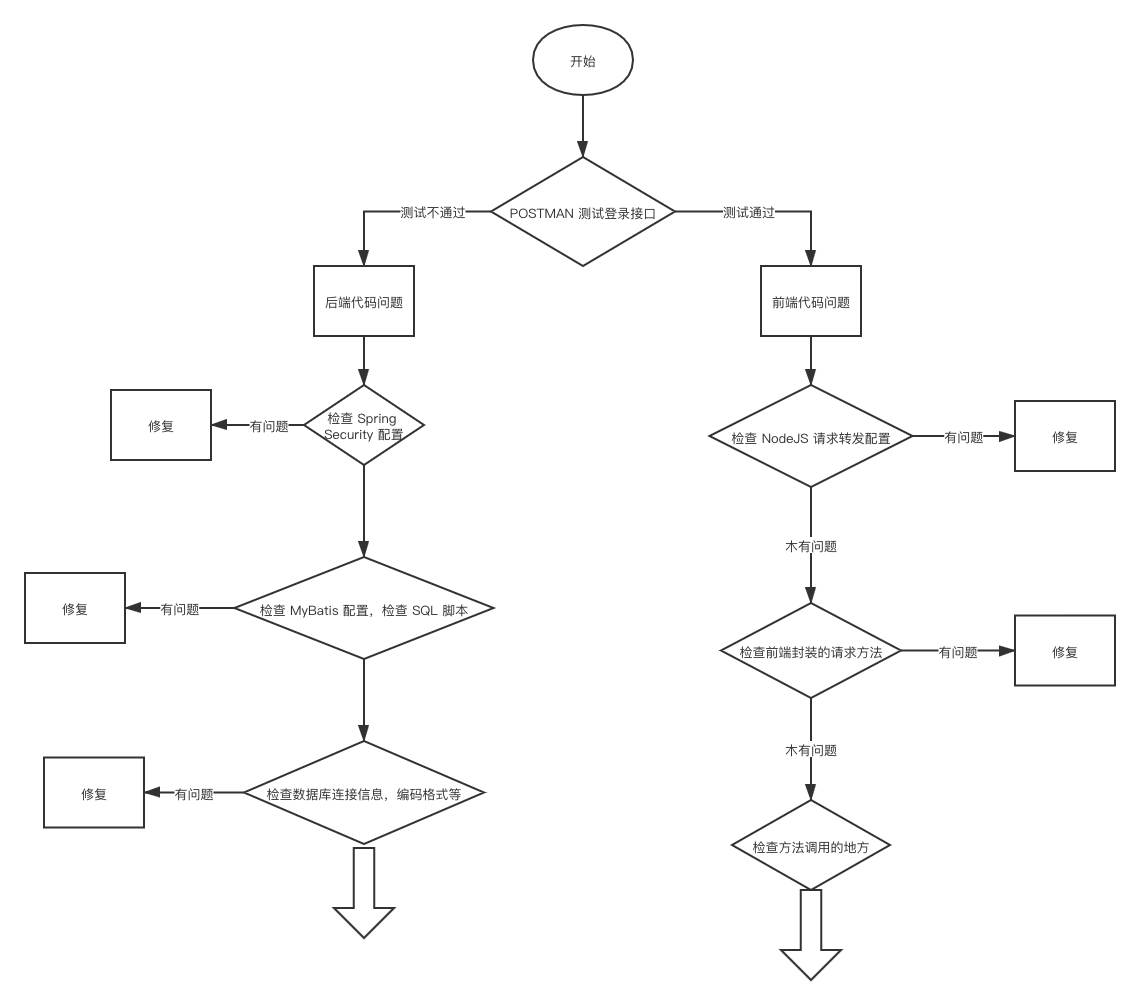 开始
POSTMAN 测试登录接口
测试不通过
测试通过
后端代码问题
前端代码问题
检查 Spring
Security 配置
有问题
修复
检查 NodeJS 请求转发配置
有问题
修复
木有问题
检查 MyBatis 配置，检查 SQL 脚本
有问题
修复
检查前端封装的请求方法
有问题
修复
木有问题
检查数据库连接信息，编码格式等
有问题
修复
检查方法调用的地方